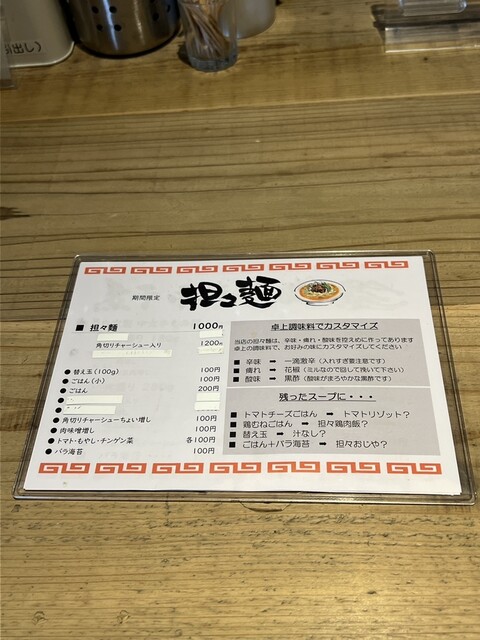 出し)
期間限定 担々麺
■ 担々麺 1000円
角切りチャーシュー入り 1200円
● 替え玉(100g) 100円
● ごはん(小) 100円
● ごはん 200円
● 角切りチャーシューちょい増し 100円
● 肉味噌増し 100円
● トマト・もやし・チンゲン菜 各100円
● バラ海苔 100円
卓上調味料でカスタマイズ
当店の担々麺は、辛味・痺れ・酸味を控えめに作ってあります
卓上の調味料で、お好みの味にカスタマイズしてください
■ 辛味 ➡ 一滴激辛(入れすぎ要注意です)
■ 痺れ ➡ 花椒(ミルなので回して挽いて下さい)
■ 酸味 ➡ 黒酢(酸味がまろやかな黒酢です)
残ったスープに・・・
■ トマトチーズごはん ➡ トマトリゾット?
■ 鶏むねごはん ➡ 担々鶏肉飯?
■ 替え玉 ➡ 汁なし?
■ ごはん+バラ海苔 ➡ 担々おじや?